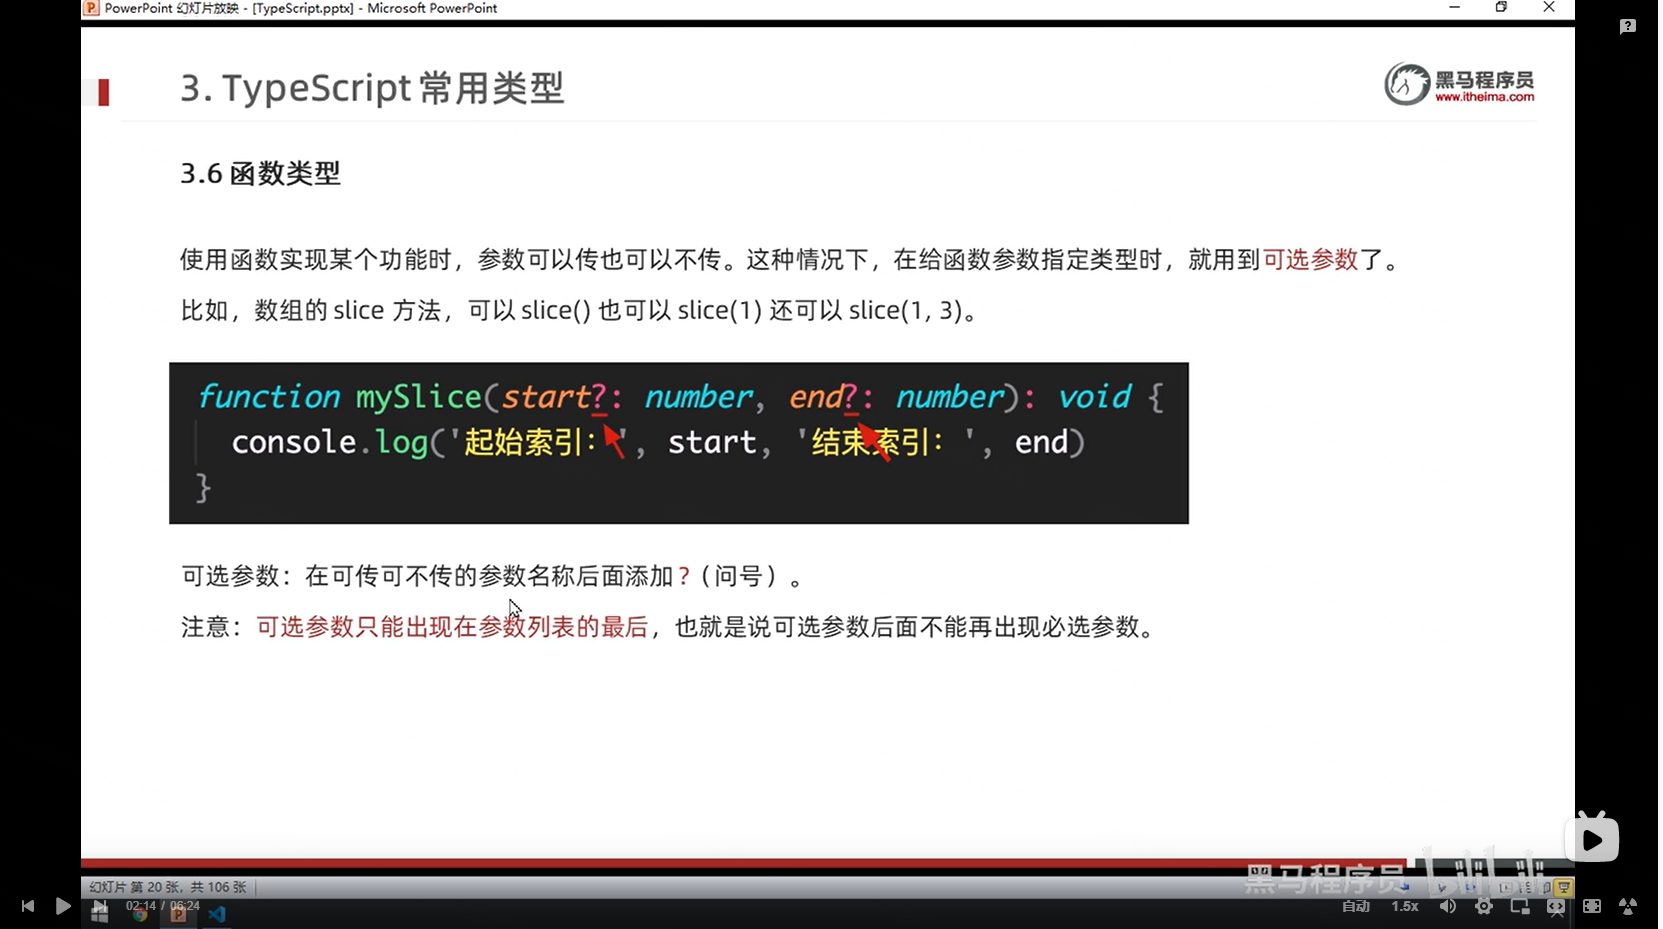 PowerPoint 幻灯片放映 - [TypeScript.pptx] - Microsoft PowerPoint
3. TypeScript 常用类型
黑马程序员
www.itheima.com
3.6 函数类型
使用函数实现某个功能时，参数可以传也可以不传。这种情况下，在给函数参数指定类型时，就用到可选参数了。
比如，数组的 slice 方法，可以 slice() 也可以 slice(1) 还可以 slice(1, 3)。
function mySlice(start?: number, end?: number): void {
console.log('起始索引：', start, '结束索引：', end)
}
可选参数：在可传可不传的参数名称后面添加 ?（问号）。
注意：可选参数只能出现在参数列表的最后，也就是说可选参数后面不能再出现必选参数。
黑马程序员 bilibili
幻灯片 第 20 张，共 106 张
02:14 / 06:24
自动 1.5x